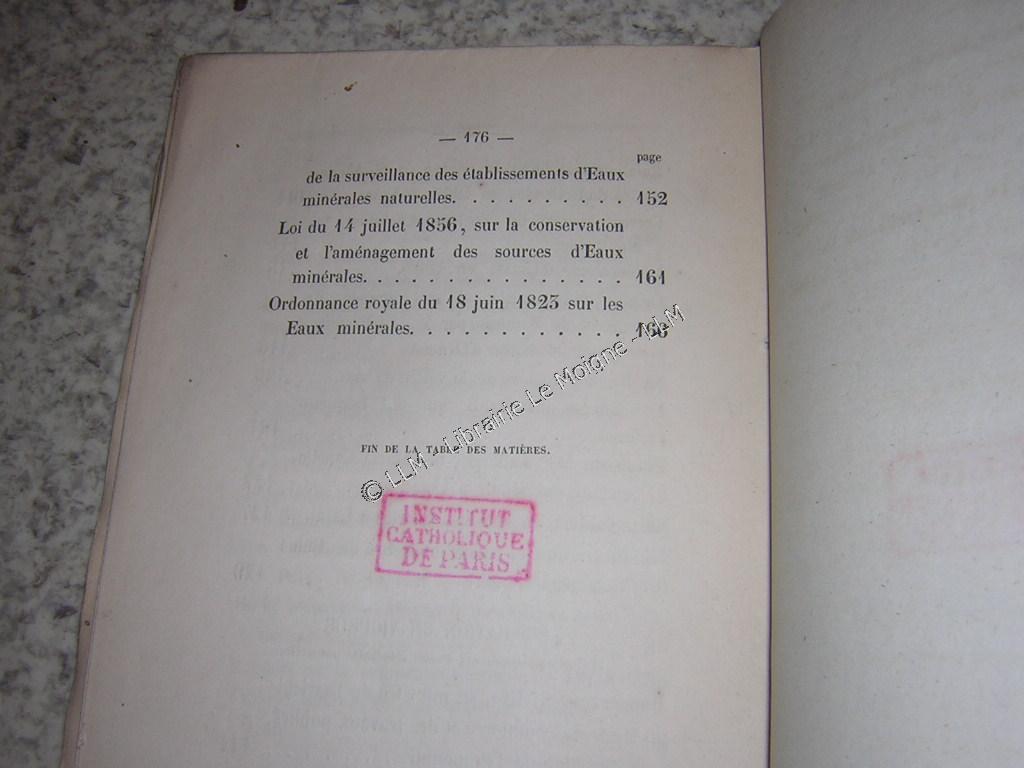 — 176 —
page
de la surveillance des établissements d'Eaux
minérales naturelles. . . . . . . . . . 152
Loi du 14 juillet 1856, sur la conservation
et l'aménagement des sources d'Eaux
minérales. . . . . . . . . . . . . . . 161
Ordonnance royale du 18 juin 1823 sur les
Eaux minérales. . . . . . . . . . . .
FIN DE LA TABLE DES MATIÈRES.
© LLM - Librairie Le Moigne - LLM
INSTITUT
CATHOLIQUE
DE PARIS